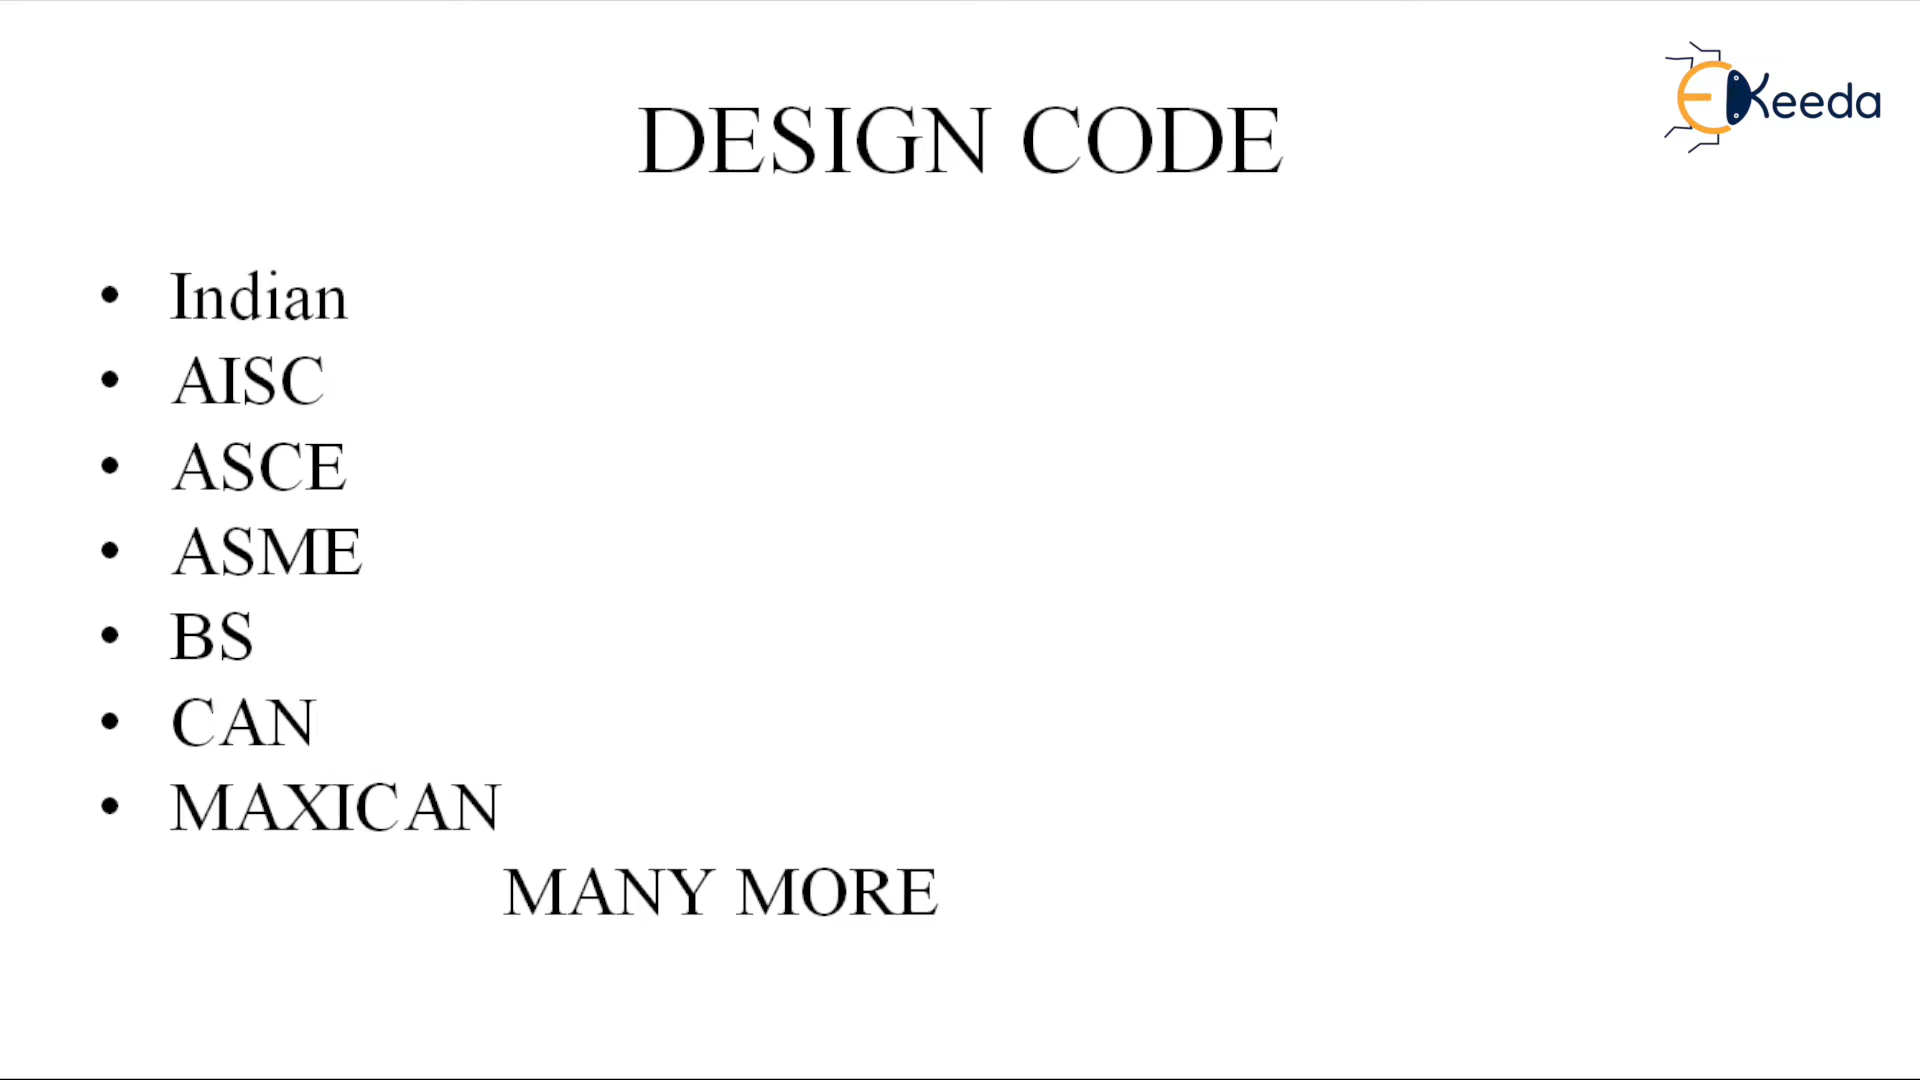 EKeeda
DESIGN CODE
• Indian
• AISC
• ASCE
• ASME
• BS
• CAN
• MAXICAN
MANY MORE